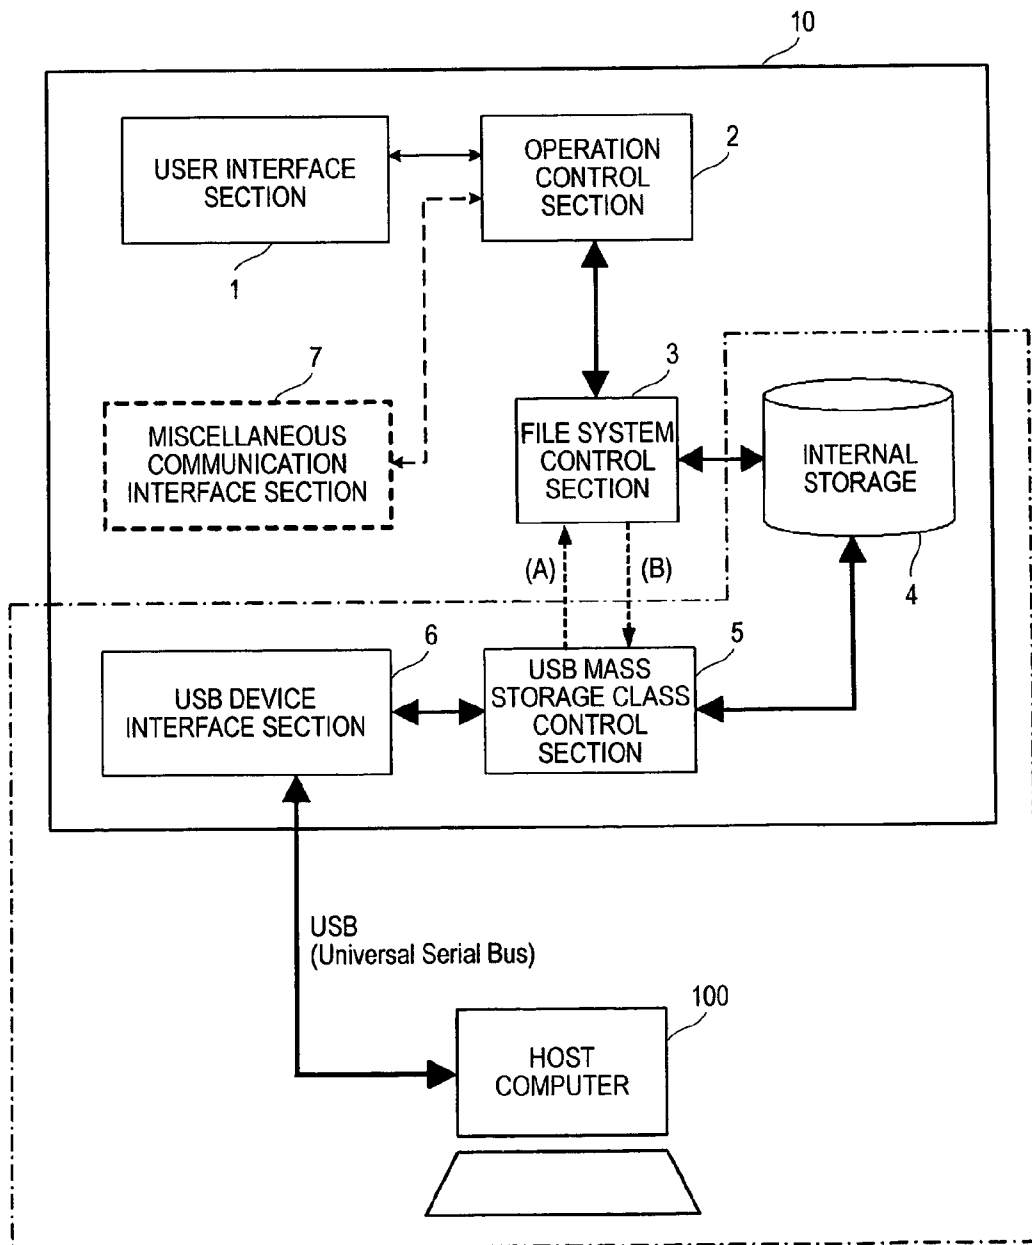 10
USER INTERFACE
SECTION
1
OPERATION
CONTROL
SECTION
2
7
MISCELLANEOUS
COMMUNICATION
INTERFACE SECTION
3
FILE SYSTEM
CONTROL
SECTION
INTERNAL
STORAGE
4
(A)
(B)
6
USB DEVICE
INTERFACE SECTION
5
USB MASS
STORAGE CLASS
CONTROL
SECTION
USB
(Universal Serial Bus)
100
HOST
COMPUTER